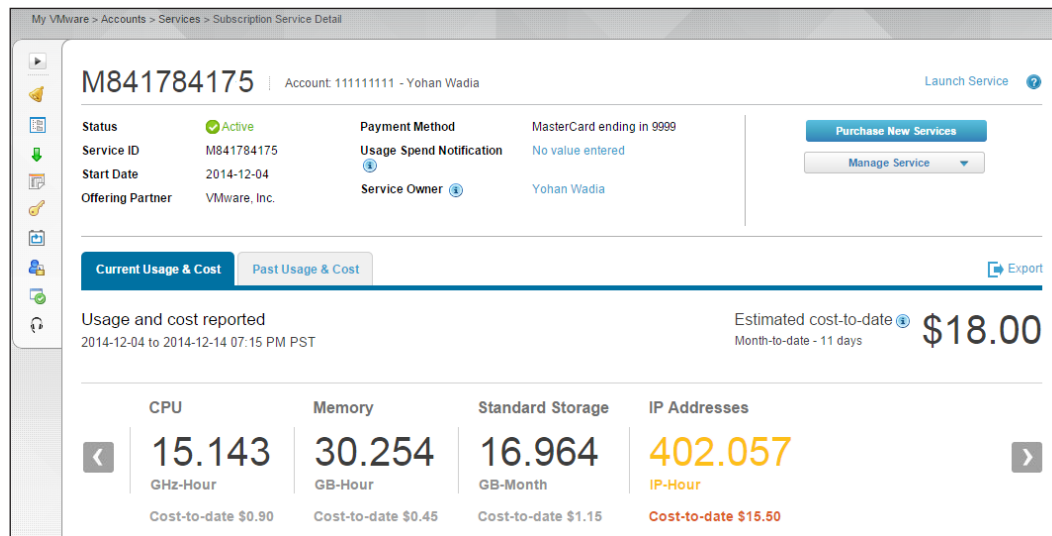 My VMware > Accounts > Services > Subscription Service Detail
M841784175 Account: 111111111 - Yohan Wadia
Launch Service ?
Status Active
Service ID M841784175
Start Date 2014-12-04
Offering Partner VMware, Inc.
Payment Method MasterCard ending in 9999
Usage Spend Notification No value entered
Service Owner Yohan Wadia
Purchase New Services
Manage Service
Current Usage & Cost Past Usage & Cost
Export
Usage and cost reported
2014-12-04 to 2014-12-14 07:15 PM PST
Estimated cost-to-date $18.00
Month-to-date - 11 days
CPU Memory Standard Storage IP Addresses
15.143 30.254 16.964 402.057
GHz-Hour GB-Hour GB-Month IP-Hour
Cost-to-date $0.90 Cost-to-date $0.45 Cost-to-date $1.15 Cost-to-date $15.50